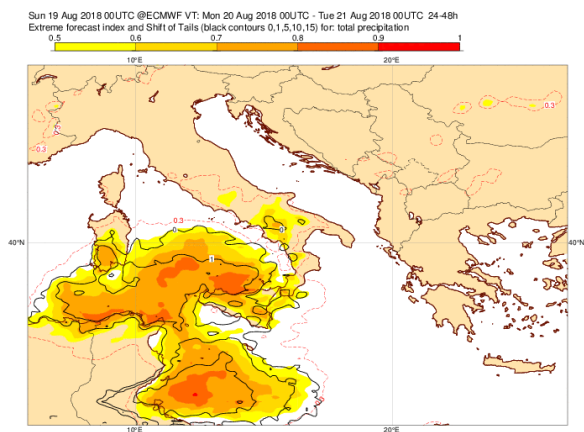 Sun 19 Aug 2018 00UTC @ECMWF VT: Mon 20 Aug 2018 00UTC - Tue 21 Aug 2018 00UTC 24-48h
Extreme forecast index and Shift of Tails (black contours 0,1,5,10,15) for: total precipitation
0.5 0.6 0.7 0.8 0.9 1
10°E 20°E
0.3
0.3
0.3
0.3
0 0
40°N 40°N
1
10°E 20°E